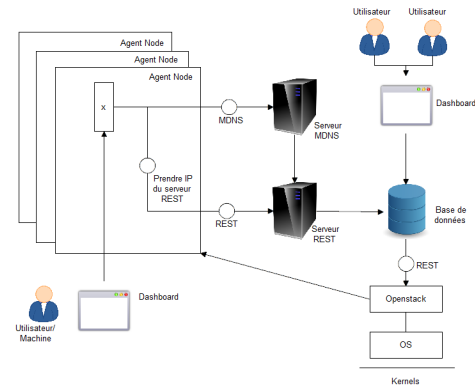 Utilisateur
Utilisateur
Agent Node
Agent Node
Agent Node
x
MDNS
Serveur
MDNS
Dashboard
Prendre IP
du serveur
REST
REST
Serveur
REST
Base de
données
REST
Dashboard
Utilisateur/
Machine
Openstack
OS
Kernels